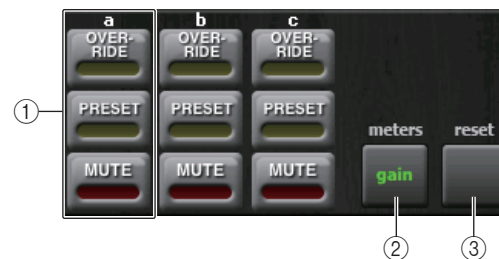 a b c
OVER-
RIDE
OVER-
RIDE
OVER-
RIDE
① PRESET PRESET PRESET
meters reset
MUTE MUTE MUTE
gain
② ③